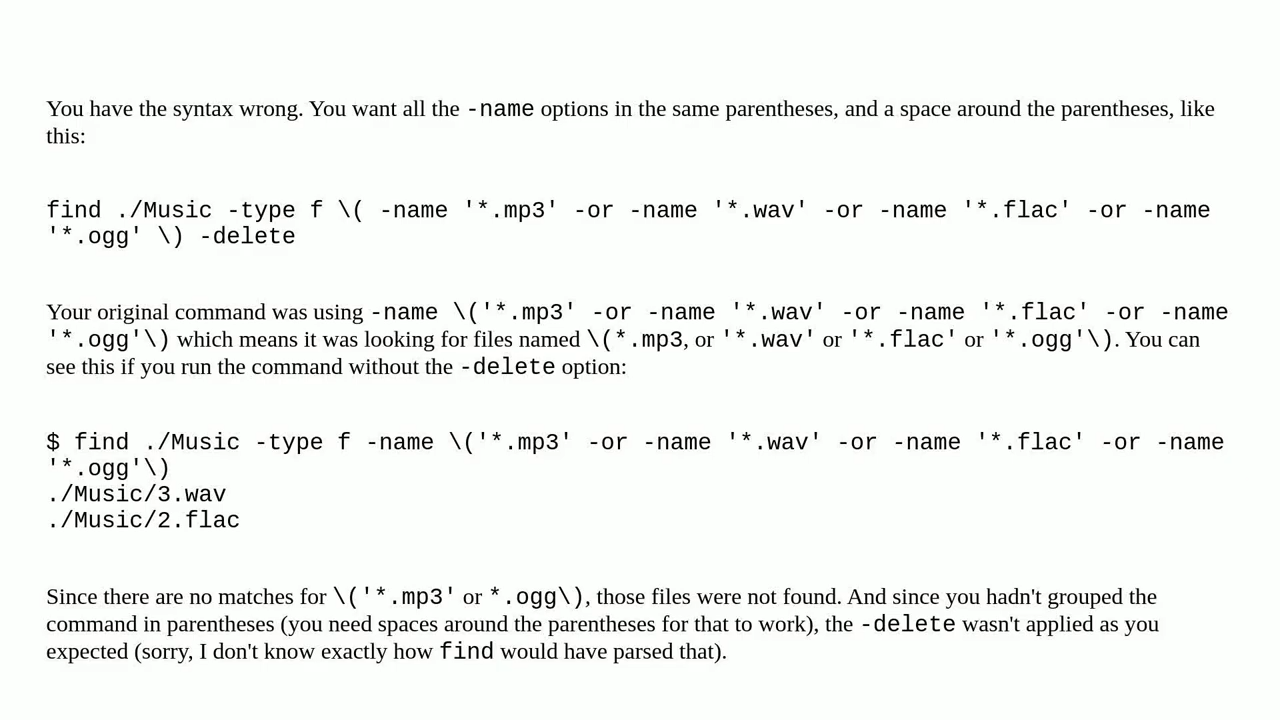 You have the syntax wrong. You want all the -name options in the same parentheses, and a space around the parentheses, like
this:
find ./Music -type f \( -name '*.mp3' -or -name '*.wav' -or -name '*.flac' -or -name
'*.ogg' \) -delete
Your original command was using -name \('*.mp3' -or -name '*.wav' -or -name '*.flac' -or -name
'*.ogg'\) which means it was looking for files named \(*.mp3, or '*.wav' or '*.flac' or '*.ogg'\). You can
see this if you run the command without the -delete option:
$ find ./Music -type f -name \('*.mp3' -or -name '*.wav' -or -name '*.flac' -or -name
'*.ogg'\)
./Music/3.wav
./Music/2.flac
Since there are no matches for \('*.mp3' or *.ogg\), those files were not found. And since you hadn't grouped the
command in parentheses (you need spaces around the parentheses for that to work), the -delete wasn't applied as you
expected (sorry, I don't know exactly how find would have parsed that).